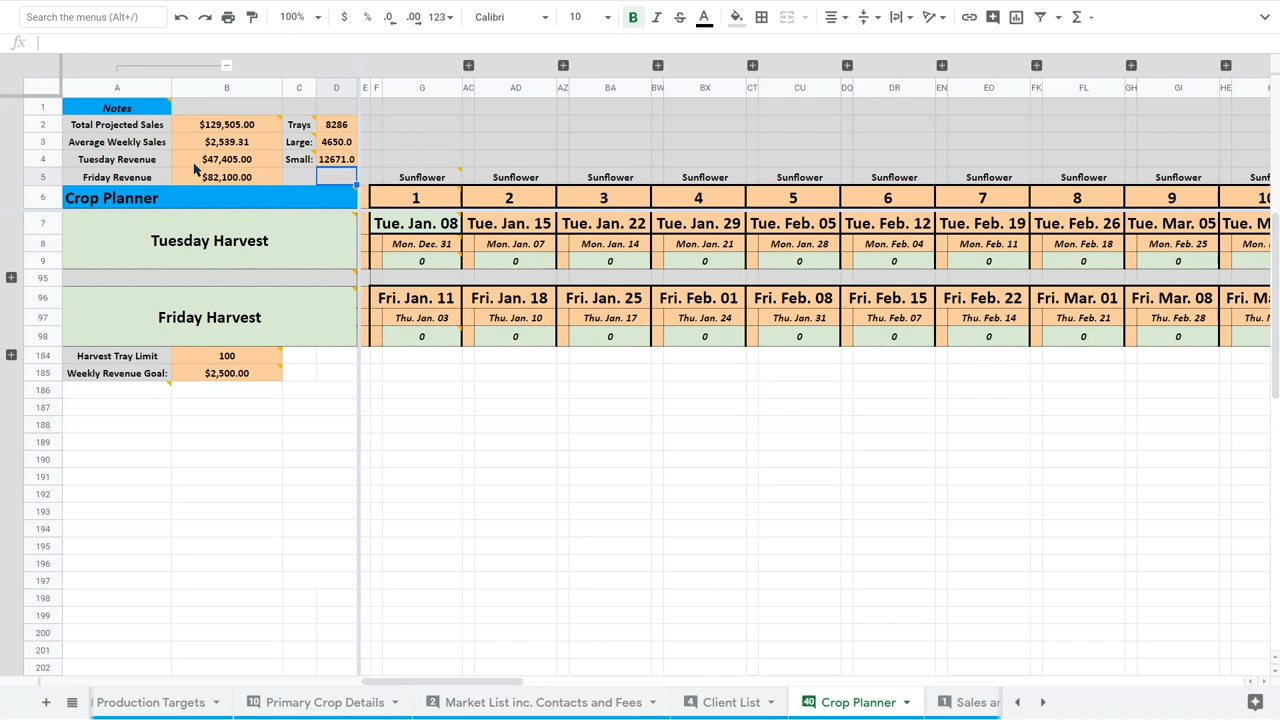 Search the menus (Alt+/) 100% $ % .0 .00 123 Calibri 10 B I S A
fx
A B C D E F G AC AD AZ BA BW BX CT CU DQ DR EN EO FK FL GH GI HE
1 Notes
2 Total Projected Sales $129,505.00 Trays 8286
3 Average Weekly Sales $2,539.31 Large: 4650.0
4 Tuesday Revenue $47,405.00 Small: 12671.0
5 Friday Revenue $82,100.00 Sunflower Sunflower Sunflower Sunflower Sunflower Sunflower Sunflower Sunflower Sunflower
6 Crop Planner 1 2 3 4 5 6 7 8 9 10
7 Tue. Jan. 08 Tue. Jan. 15 Tue. Jan. 22 Tue. Jan. 29 Tue. Feb. 05 Tue. Feb. 12 Tue. Feb. 19 Tue. Feb. 26 Tue. Mar. 05 Tue. M
Tuesday Harvest
8 Mon. Dec. 31 Mon. Jan. 07 Mon. Jan. 14 Mon. Jan. 21 Mon. Jan. 28 Mon. Feb. 04 Mon. Feb. 11 Mon. Feb. 18 Mon. Feb. 25 Mon.
9 0 0 0 0 0 0 0 0 0
95
96 Fri. Jan. 11 Fri. Jan. 18 Fri. Jan. 25 Fri. Feb. 01 Fri. Feb. 08 Fri. Feb. 15 Fri. Feb. 22 Fri. Mar. 01 Fri. Mar. 08 Fri. Ma
Friday Harvest
97 Thu. Jan. 03 Thu. Jan. 10 Thu. Jan. 17 Thu. Jan. 24 Thu. Jan. 31 Thu. Feb. 07 Thu. Feb. 14 Thu. Feb. 21 Thu. Feb. 28 Thu.
98 0 0 0 0 0 0 0 0 0
184 Harvest Tray Limit 100
185 Weekly Revenue Goal: $2,500.00
186
187
188
189
190
191
192
193
194
195
196
197
198
199
200
201
202
Production Targets 10 Primary Crop Details 2 Market List inc. Contacts and Fees 4 Client List 40 Crop Planner 1 Sales ar